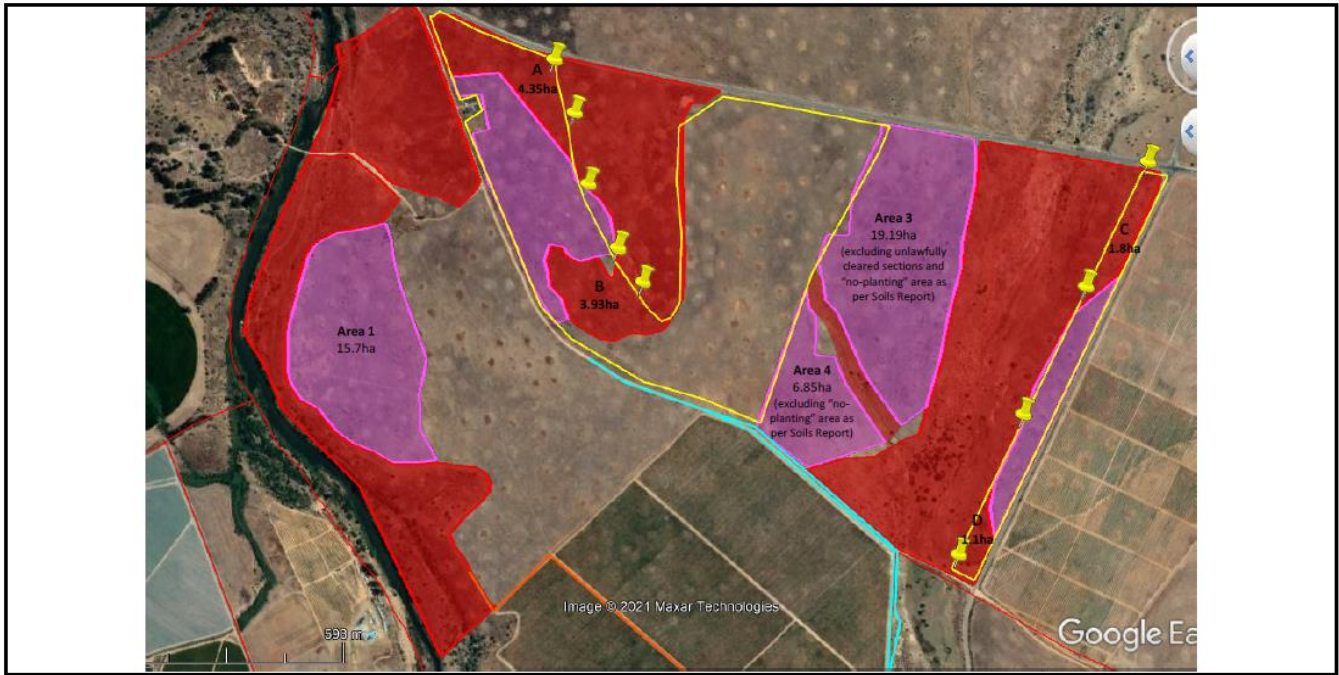 A
4.35ha
B
3.93ha
Area 1
15.7ha
Area 3
19.19ha
(excluding unlawfully
cleared sections and
"no-planting" area as
per Soils Report)
Area 4
6.85ha
(excluding "no-
planting" area as
per Soils Report)
C
1.8ha
D
1.1ha
Image © 2021 Maxar Technologies
593 m
Google Ea